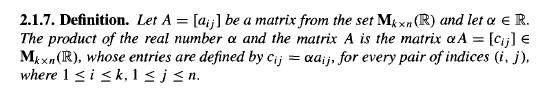 2.1.7. Definition. Let A = [aᵢⱼ] be a matrix from the set Mₖₓₙ(ℝ) and let α ∈ ℝ.
The product of the real number α and the matrix A is the matrix αA = [cᵢⱼ] ∈
Mₖₓₙ(ℝ), whose entries are defined by cᵢⱼ = αaᵢⱼ, for every pair of indices (i, j),
where 1 ≤ i ≤ k, 1 ≤ j ≤ n.